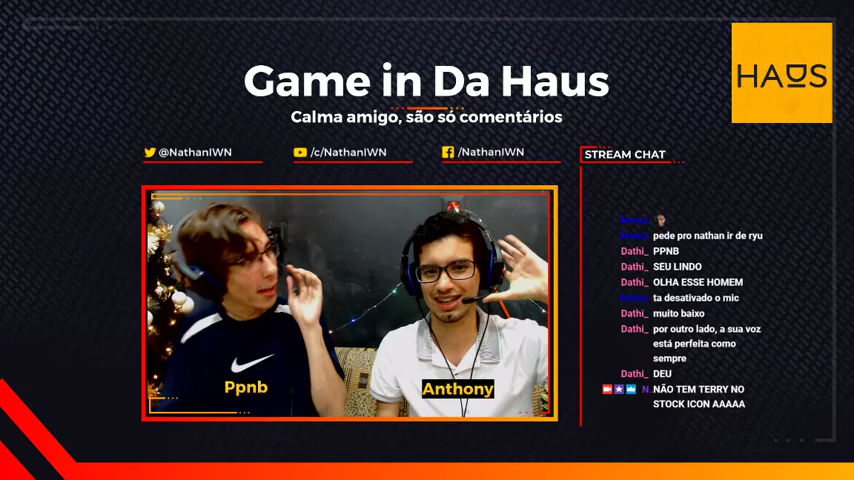 HAUS
Game in Da Haus
Calma amigo, são só comentários
@NathanIWN
/c/NathanIWN
/NathanIWN
STREAM CHAT
pede pro nathan ir de ryu
Dathi_ PPNB
Dathi_ SEU LINDO
Dathi_ OLHA ESSE HOMEM
ta desativado o mic
Dathi_ muito baixo
Dathi_ por outro lado, a sua voz
está perfeita como
sempre
Dathi_ DEU
N. NÃO TEM TERRY NO
STOCK ICON AAAAA
Ppnb
Anthony